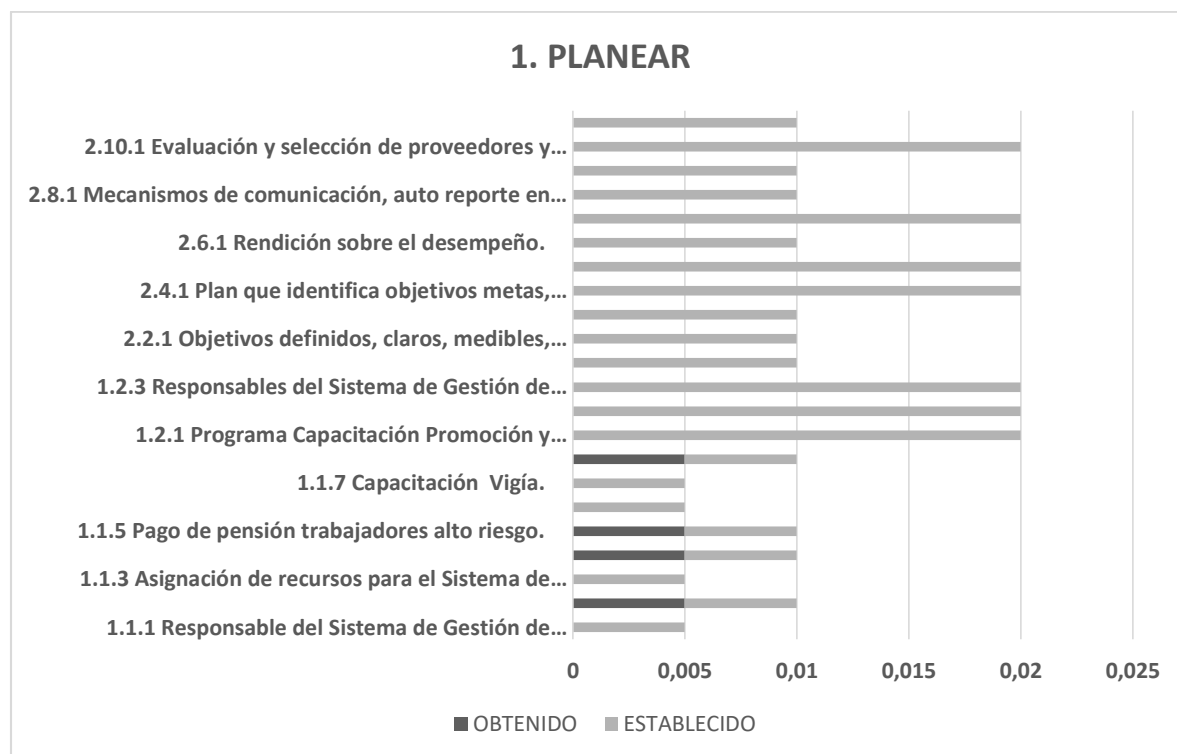 1. PLANEAR
2.10.1 Evaluación y selección de proveedores y...
2.8.1 Mecanismos de comunicación, auto reporte en...
2.6.1 Rendición sobre el desempeño.
2.4.1 Plan que identifica objetivos metas,...
2.2.1 Objetivos definidos, claros, medibles,...
1.2.3 Responsables del Sistema de Gestión de...
1.2.1 Programa Capacitación Promoción y...
1.1.7 Capacitación  Vigía.
1.1.5 Pago de pensión trabajadores alto riesgo.
1.1.3 Asignación de recursos para el Sistema de...
1.1.1 Responsable del Sistema de Gestión de...
0 0,005 0,01 0,015 0,02 0,025
OBTENIDO ESTABLECIDO